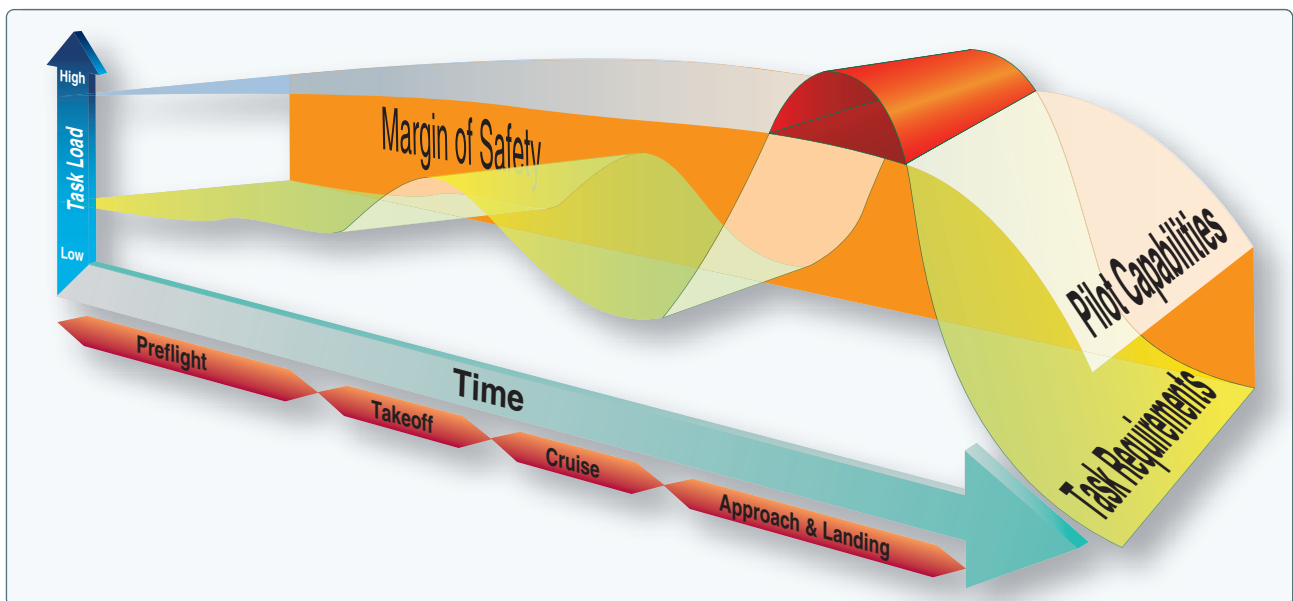 High
Task Load
Low
Margin of Safety
Pilot Capabilities
Task Requirements
Time
Preflight
Takeoff
Cruise
Approach & Landing